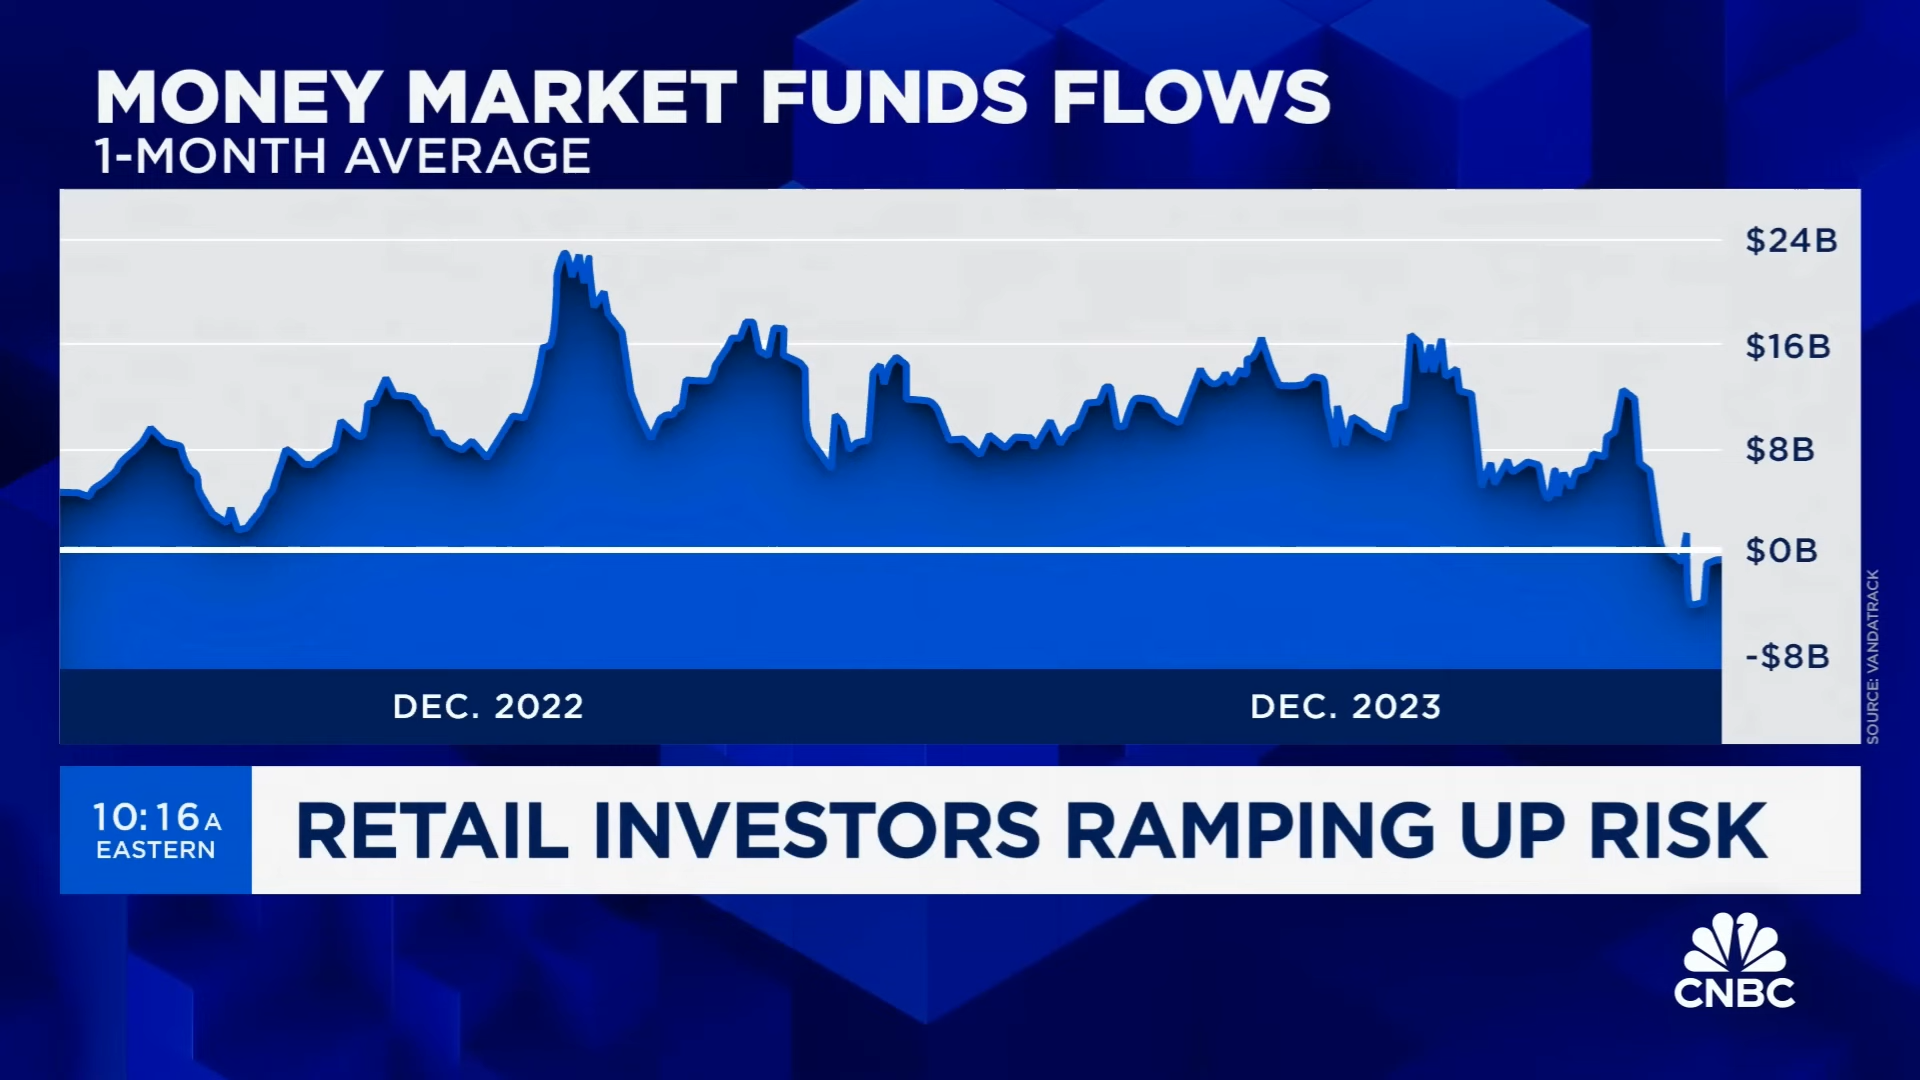 MONEY MARKET FUNDS FLOWS
1-MONTH AVERAGE
$24B
$16B
$8B
$0B
-$8B
DEC. 2022
DEC. 2023
SOURCE: VANDATRACK
10:16A
EASTERN
RETAIL INVESTORS RAMPING UP RISK
CNBC